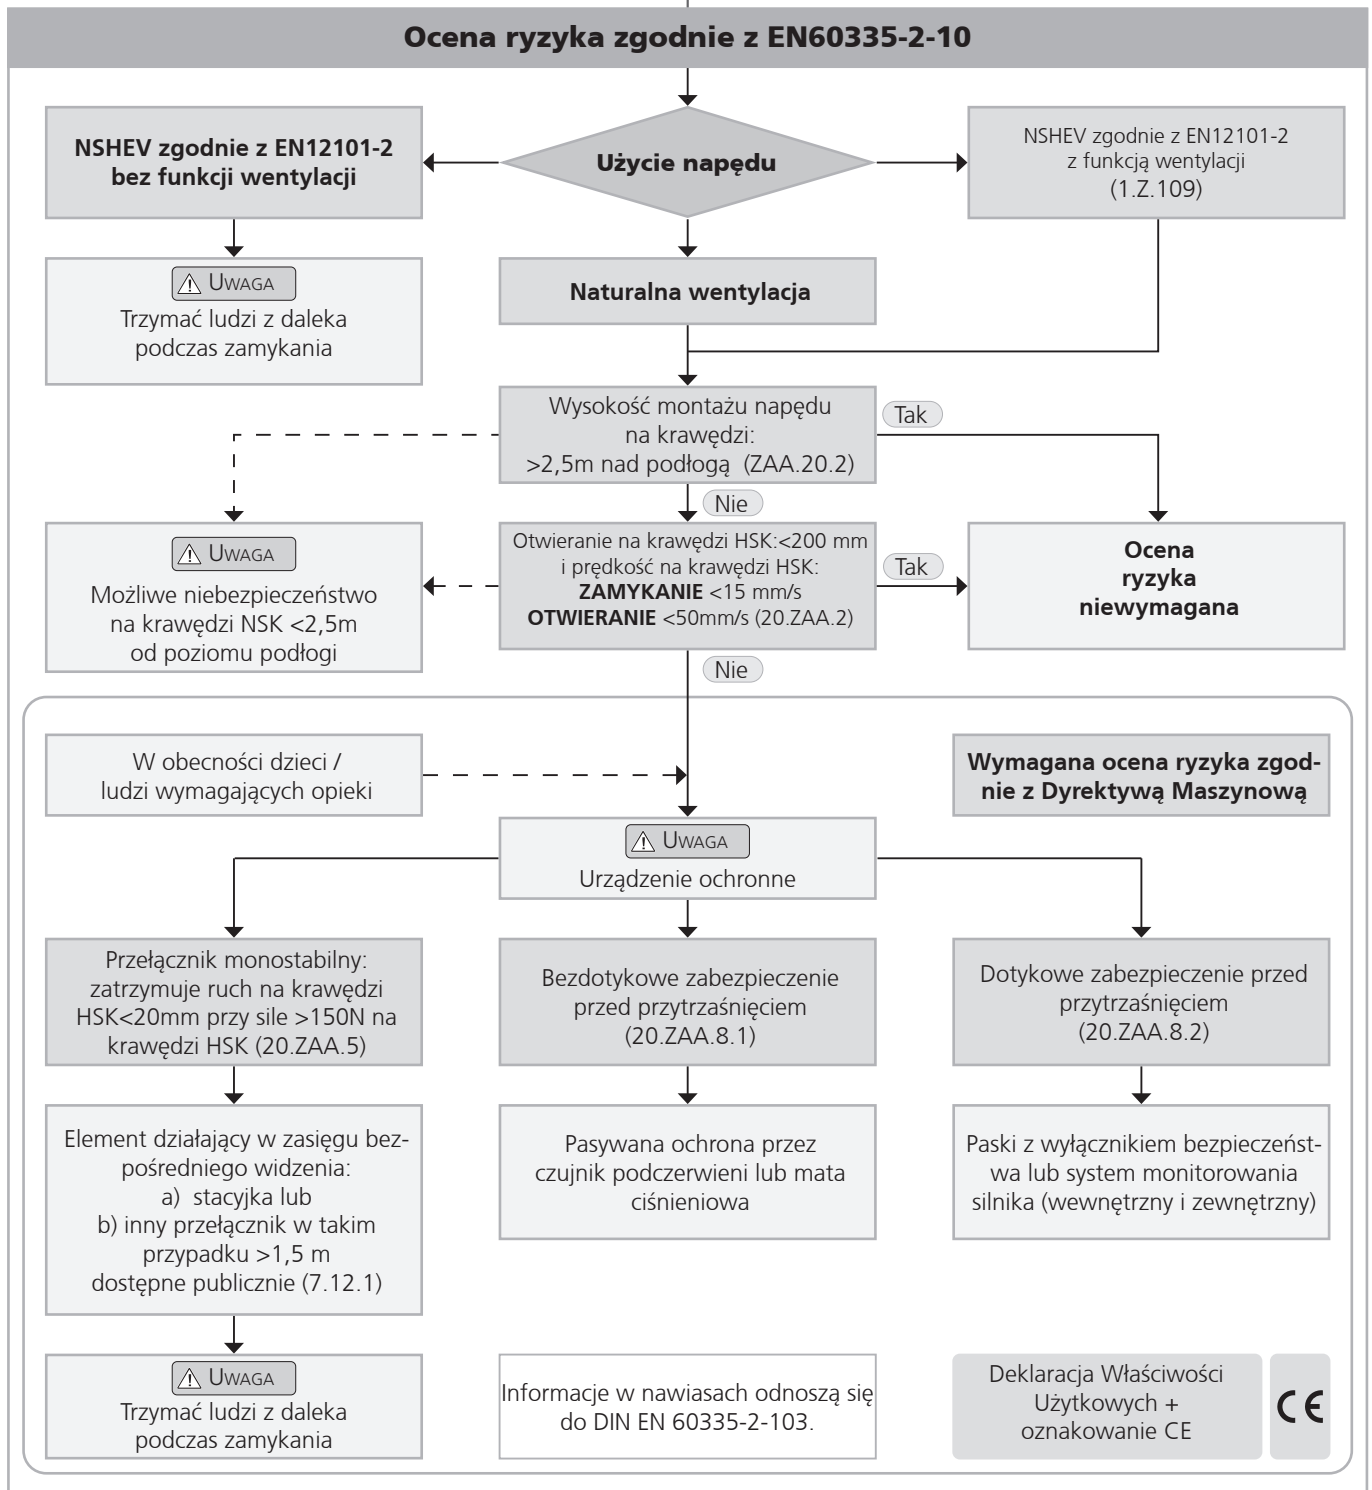 Ocena ryzyka zgodnie z EN60335-2-10
NSHEV zgodnie z EN12101-2
bez funkcji wentylacji
Użycie napędu
NSHEV zgodnie z EN12101-2
z funkcją wentylacji
(1.Z.109)
UWAGA
Trzymać ludzi z daleka
podczas zamykania
Naturalna wentylacja
Wysokość montażu napędu
na krawędzi:
>2,5m nad podłogą (ZAA.20.2)
Tak
Nie
UWAGA
Możliwe niebezpieczeństwo
na krawędzi NSK <2,5m
od poziomu podłogi
Otwieranie na krawędzi HSK:<200 mm
i prędkość na krawędzi HSK:
ZAMYKANIE <15 mm/s
OTWIERANIE <50mm/s (20.ZAA.2)
Tak
Ocena
ryzyka
niewymagana
Nie
W obecności dzieci /
ludzi wymagających opieki
Wymagana ocena ryzyka zgod-
nie z Dyrektywą Maszynową
UWAGA
Urządzenie ochronne
Przełącznik monostabilny:
zatrzymuje ruch na krawędzi
HSK<20mm przy sile >150N na
krawędzi HSK (20.ZAA.5)
Bezdotykowe zabezpieczenie
przed przytrzaśnięciem
(20.ZAA.8.1)
Dotykowe zabezpieczenie przed
przytrzaśnięciem
(20.ZAA.8.2)
Element działający w zasięgu bez-
pośredniego widzenia:
a) stacyjka lub
b) inny przełącznik w takim
przypadku >1,5 m
dostępne publicznie (7.12.1)
Pasywana ochrona przez
czujnik podczerwieni lub mata
ciśnieniowa
Paski z wyłącznikiem bezpieczeńst-
wa lub system monitorowania
silnika (wewnętrzny i zewnętrzny)
UWAGA
Trzymać ludzi z daleka
podczas zamykania
Informacje w nawiasach odnoszą się
do DIN EN 60335-2-103.
Deklaracja Właściwości
Użytkowych +
oznakowanie CE
CE